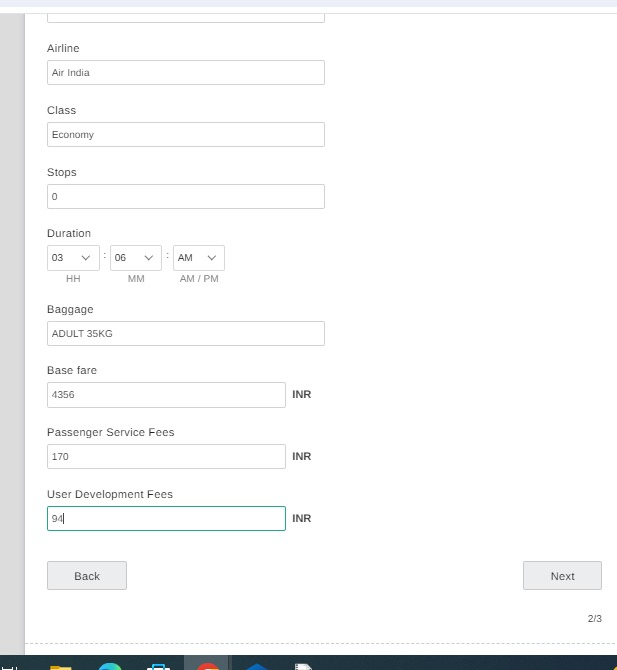 Airline
Air India
Class
Economy
Stops
0
Duration
03 : 06 : AM
HH MM AM / PM
Baggage
ADULT 35KG
Base fare
4356 INR
Passenger Service Fees
170 INR
User Development Fees
94 INR
Back Next
2/3